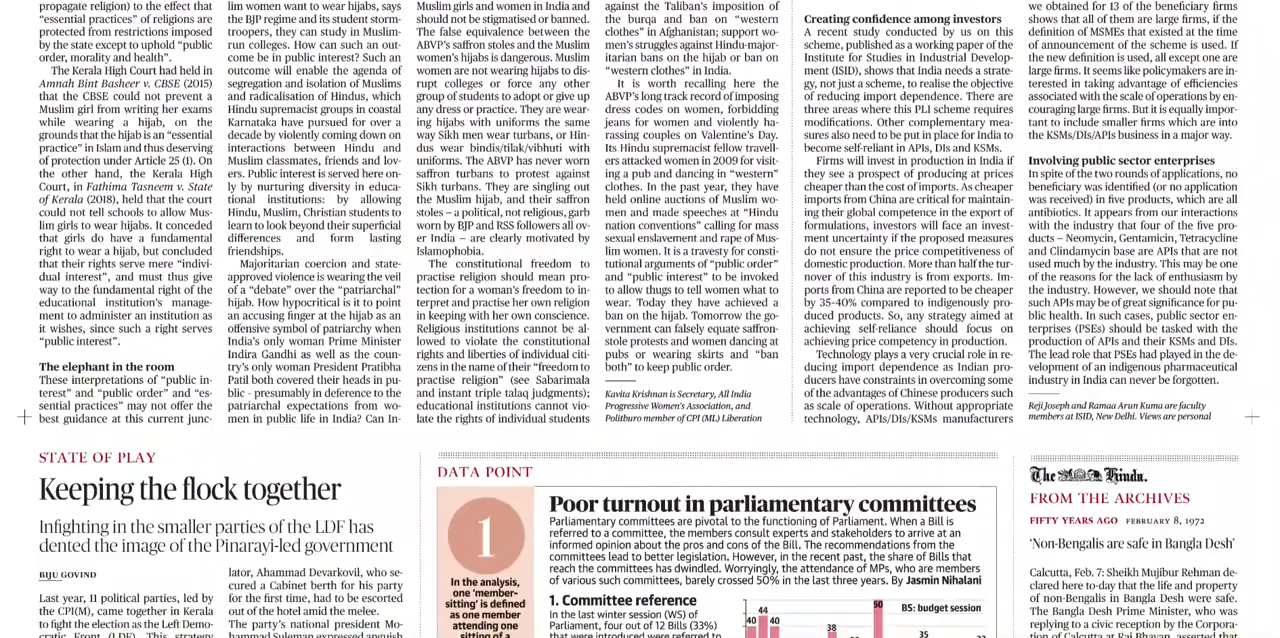 propagate religion) to the effect that
"essential practices" of religions are
protected from restrictions imposed
by the state except to uphold "public
order, morality and health".
The Kerala High Court had held in
Amnah Bint Basheer v. CBSE (2015)
that the CBSE could not prevent a
Muslim girl from writing her exams
while wearing a hijab, on the
grounds that the hijab is an "essential
practice" in Islam and thus deserving
of protection under Article 25 (1). On
the other hand, the Kerala High
Court, in Fathima Tasneem v. State
of Kerala (2018), held that the court
could not tell schools to allow Mus-
lim girls to wear hijabs. It conceded
that girls do have a fundamental
right to wear a hijab, but concluded
that their rights serve mere "indivi-
dual interest", and must thus give
way to the fundamental right of the
educational institution's manage-
ment to administer an institution as
it wishes, since such a right serves
"public interest".
The elephant in the room
These interpretations of "public in-
terest" and "public order" and "es-
sential practices" may not offer the
best guidance at this current junc-
lim women want to wear hijabs, says
the BJP regime and its student storm-
troopers, they can study in Muslim-
run colleges. How can such an out-
come be in public interest? Such an
outcome will enable the agenda of
segregation and isolation of Muslims
and radicalisation of Hindus, which
Hindu supremacist groups in coastal
Karnataka have pursued for over a
decade by violently coming down on
interactions between Hindu and
Muslim classmates, friends and lov-
ers. Public interest is served here on-
ly by nurturing diversity in educa-
tional institutions: by allowing
Hindu, Muslim, Christian students to
learn to look beyond their superficial
differences and form lasting
friendships.
Majoritarian coercion and state-
approved violence is wearing the veil
of a "debate" over the "patriarchal"
hijab. How hypocritical is it to point
an accusing finger at the hijab as an
offensive symbol of patriarchy when
India's only woman Prime Minister
Indira Gandhi as well as the coun-
try's only woman President Pratibha
Patil both covered their heads in pu-
blic - presumably in deference to the
patriarchal expectations from wo-
men in public life in India? Can In-
Muslim girls and women in India and
should not be stigmatised or banned.
The false equivalence between the
ABVP's saffron stoles and the Muslim
women's hijabs is dangerous. Muslim
women are not wearing hijabs to dis-
rupt colleges or force any other
group of students to adopt or give up
any dress or practice. They are wear-
ing hijabs with uniforms the same
way Sikh men wear turbans, or Hin-
dus wear bindis/tilak/vibhuti with
uniforms. The ABVP has never worn
saffron turbans to protest against
Sikh turbans. They are singling out
the Muslim hijab, and their saffron
stoles – a political, not religious, garb
worn by BJP and RSS followers all ov-
er India – are clearly motivated by
Islamophobia.
The constitutional freedom to
practise religion should mean pro-
tection for a woman's freedom to in-
terpret and practise her own religion
in keeping with her own conscience.
Religious institutions cannot be al-
lowed to violate the constitutional
rights and liberties of individual citi-
zens in the name of their "freedom to
practise religion" (see Sabarimala
and instant triple talaq judgments);
educational institutions cannot vio-
late the rights of individual students
against the Taliban's imposition of
the burqa and ban on "western
clothes" in Afghanistan; support wo-
men's struggles against Hindu-major-
itarian bans on the hijab or ban on
"western clothes" in India.
It is worth recalling here the
ABVP's long track record of imposing
dress codes on women, forbidding
jeans for women and violently ha-
rassing couples on Valentine's Day.
Its Hindu supremacist fellow travell-
ers attacked women in 2009 for visit-
ing a pub and dancing in "western"
clothes. In the past year, they have
held online auctions of Muslim wo-
men and made speeches at "Hindu
nation conventions" calling for mass
sexual enslavement and rape of Mus-
lim women. It is a travesty for consti-
tutional arguments of "public order"
and "public interest" to be invoked
to allow thugs to tell women what to
wear. Today they have achieved a
ban on the hijab. Tomorrow the go-
vernment can falsely equate saffron-
stole protests and women dancing at
pubs or wearing skirts and "ban
both" to keep public order.
Kavita Krishnan is Secretary, All India
Progressive Women's Association, and
Politburo member of CPI (ML) Liberation
Creating confidence among investors
A recent study conducted by us on this
scheme, published as a working paper of the
Institute for Studies in Industrial Develop-
ment (ISID), shows that India needs a strate-
gy, not just a scheme, to realise the objective
of reducing import dependence. There are
three areas where this PLI scheme requires
modifications. Other complementary mea-
sures also need to be put in place for India to
become self-reliant in APIs, DIs and KSMs.
Firms will invest in production in India if
they see a prospect of producing at prices
cheaper than the cost of imports. As cheaper
imports from China are critical for maintain-
ing their global competence in the export of
formulations, investors will face an invest-
ment uncertainty if the proposed measures
do not ensure the price competitiveness of
domestic production. More than half the tur-
nover of this industry is from exports. Im-
ports from China are reported to be cheaper
by 35-40% compared to indigenously pro-
duced products. So, any strategy aimed at
achieving self-reliance should focus on
achieving price competency in production.
Technology plays a very crucial role in re-
ducing import dependence as Indian pro-
ducers have constraints in overcoming some
of the advantages of Chinese producers such
as scale of operations. Without appropriate
technology, APIs/DIs/KSMs manufacturers
we obtained for 13 of the beneficiary firms
shows that all of them are large firms, if the
definition of MSMEs that existed at the time
of announcement of the scheme is used. If
the new definition is used, all except one are
large firms. It seems like policymakers are in-
terested in taking advantage of efficiencies
associated with the scale of operations by en-
couraging large firms. But it is equally impor-
tant to include smaller firms which are into
the KSMs/DIs/APIs business in a major way.
Involving public sector enterprises
In spite of the two rounds of applications, no
beneficiary was identified (or no application
was received) in five products, which are all
antibiotics. It appears from our interactions
with the industry that four of the five pro-
ducts – Neomycin, Gentamicin, Tetracycline
and Clindamycin base are APIs that are not
used much by the industry. This may be one
of the reasons for the lack of enthusiasm by
the industry. However, we should note that
such APIs may be of great significance for pu-
blic health. In such cases, public sector en-
terprises (PSEs) should be tasked with the
production of APIs and their KSMs and DIs.
The lead role that PSEs had played in the de-
velopment of an indigenous pharmaceutical
industry in India can never be forgotten.
Reji Joseph and Ramaa Arun Kuma are faculty
members at ISID, New Delhi. Views are personal
STATE OF PLAY
Keeping the flock together
Infighting in the smaller parties of the LDF has
dented the image of the Pinarayi-led government
BIJU GOVIND
Last year, 11 political parties, led by
the CPI(M), came together in Kerala
to fight the election as the Left Demo-
cratic Front (LDF). This strategy
lator, Ahammad Devarkovil, who se-
cured a Cabinet berth for his party
for the first time, had to be escorted
out of the hotel amid the melee.
The party's national president Mo-
hammad Suleman expressed anguish
DATA POINT
1
In the analysis,
one 'member-
sitting' is defined
as one member
attending one
sitting of a
Poor turnout in parliamentary committees
Parliamentary committees are pivotal to the functioning of Parliament. When a Bill is
referred to a committee, the members consult experts and stakeholders to arrive at an
informed opinion about the pros and cons of the Bill. The recommendations from the
committees lead to better legislation. However, in the recent past, the share of Bills that
reach the committees has dwindled. Worryingly, the attendance of MPs, who are members
of various such committees, barely crossed 50% in the last three years. By Jasmin Nihalani
1. Committee reference
In the last winter session (WS) of
Parliament, four out of 12 Bills (33%)
that were introduced were referred to
40 44 40 38 50 35
BS: budget session
The Hindu.
FROM THE ARCHIVES
FIFTY YEARS AGO FEBRUARY 8, 1972
'Non-Bengalis are safe in Bangla Desh'
Calcutta, Feb. 7: Sheikh Mujibur Rehman de-
clared here to-day that the life and property
of non-Bengalis in Bangla Desh were safe.
The Bangla Desh Prime Minister, who was
replying to a civic reception by the Corpora-
tion of Calcutta at Raj Bhavan, asserted that